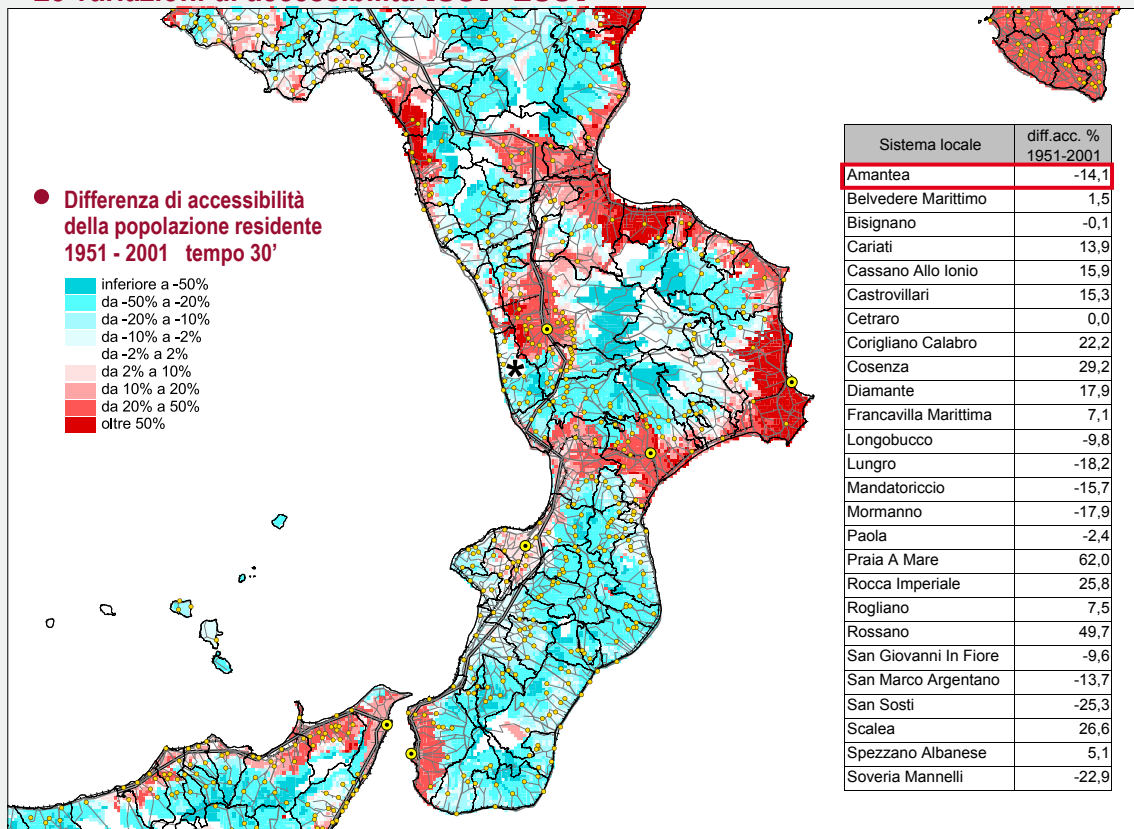 Le variazioni di accessibilità 1951 - 2001
Differenza di accessibilità
della popolazione residente
1951 - 2001 tempo 30'
inferiore a -50%
da -50% a -20%
da -20% a -10%
da -10% a -2%
da -2% a 2%
da 2% a 10%
da 10% a 20%
da 20% a 50%
oltre 50%
*
Sistema locale diff.acc. % 1951-2001
Amantea -14,1
Belvedere Marittimo 1,5
Bisignano -0,1
Cariati 13,9
Cassano Allo Ionio 15,9
Castrovillari 15,3
Cetraro 0,0
Corigliano Calabro 22,2
Cosenza 29,2
Diamante 17,9
Francavilla Marittima 7,1
Longobucco -9,8
Lungro -18,2
Mandatoriccio -15,7
Mormanno -17,9
Paola -2,4
Praia A Mare 62,0
Rocca Imperiale 25,8
Rogliano 7,5
Rossano 49,7
San Giovanni In Fiore -9,6
San Marco Argentano -13,7
San Sosti -25,3
Scalea 26,6
Spezzano Albanese 5,1
Soveria Mannelli -22,9